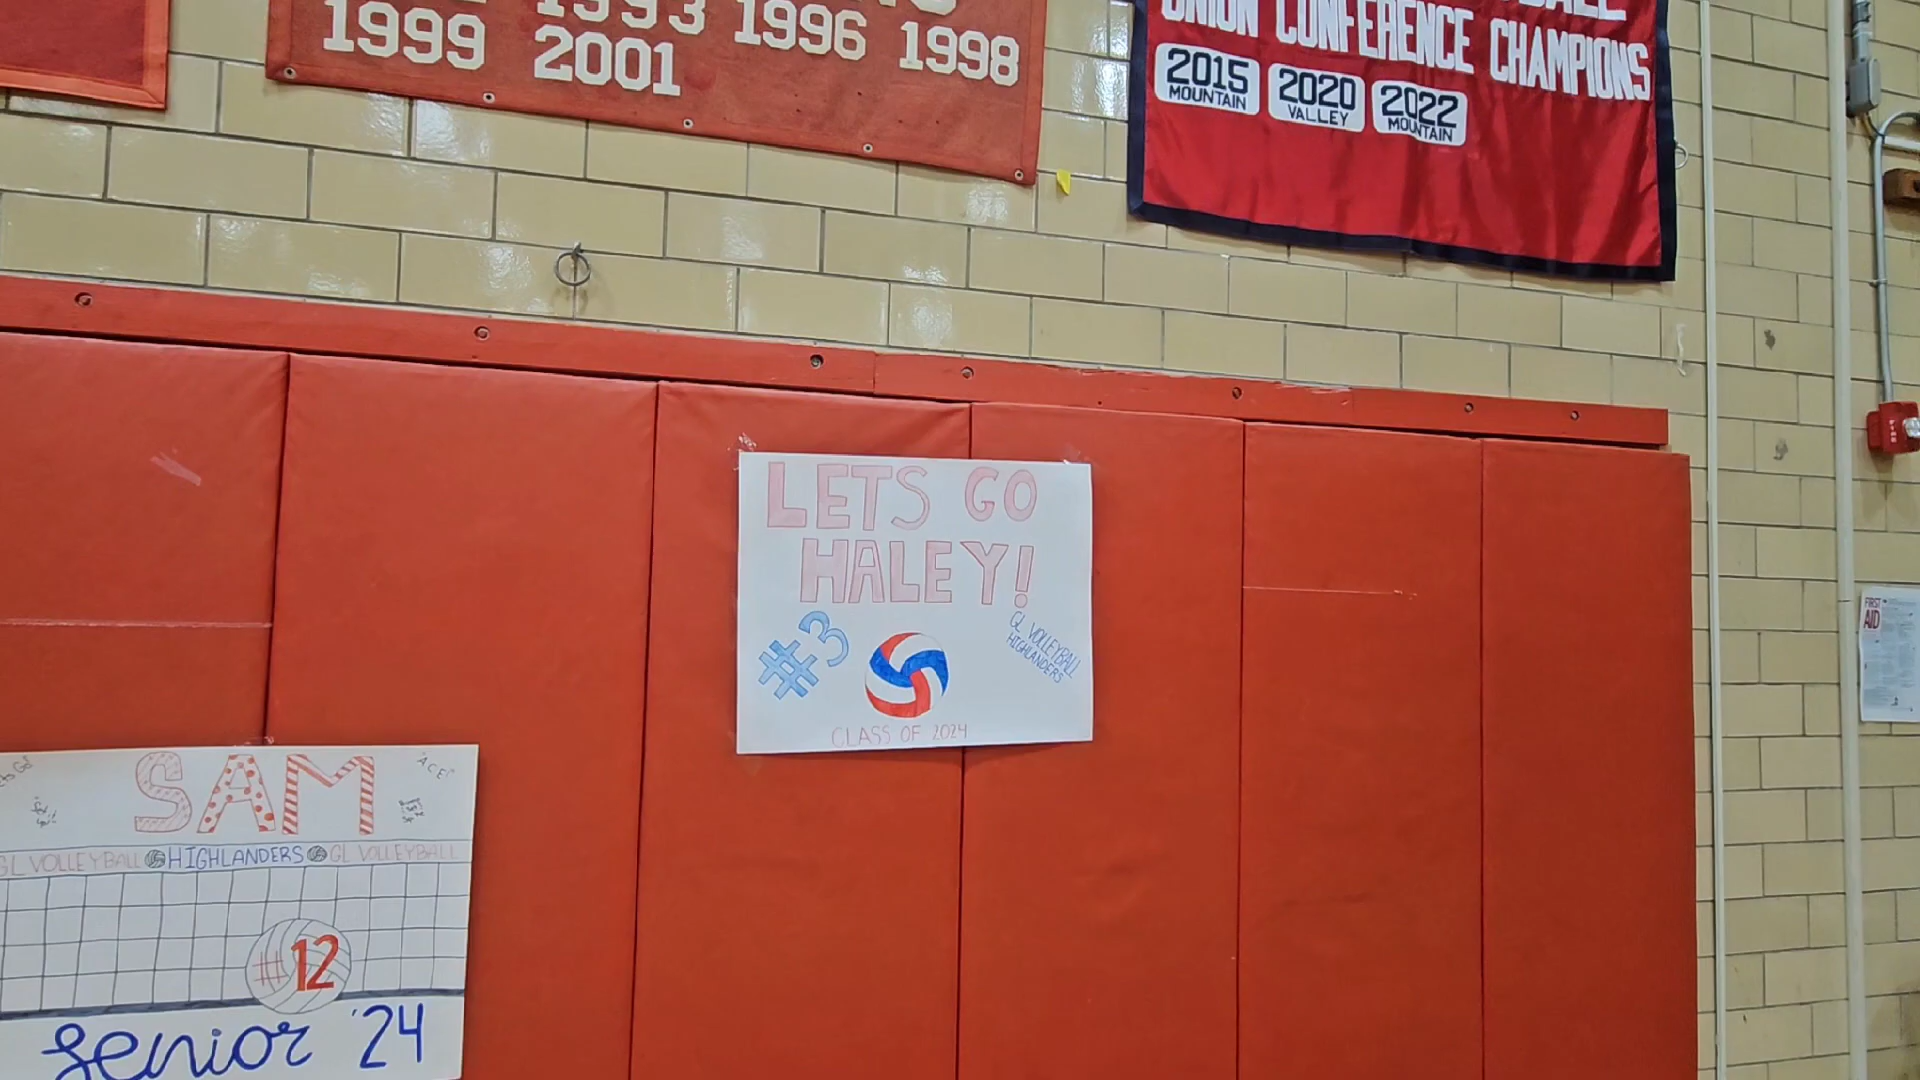 1993 1996 1998
1999 2001
UNION CONFERENCE CHAMPIONS
2015
MOUNTAIN
2020
VALLEY
2022
MOUNTAIN
LETS GO
HALEY!
#3
GL VOLLEYBALL
HIGHLANDERS
CLASS OF 2024
FIRST
AID
SAM
"ACE"
GL VOLLEYBALL HIGHLANDERS GL VOLLEYBALL
#12
senior '24